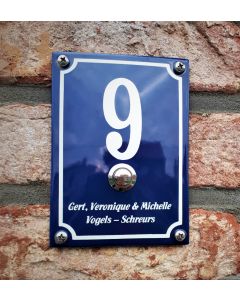 9
Gert, Veronique & Michelle
Vogels – Schreurs